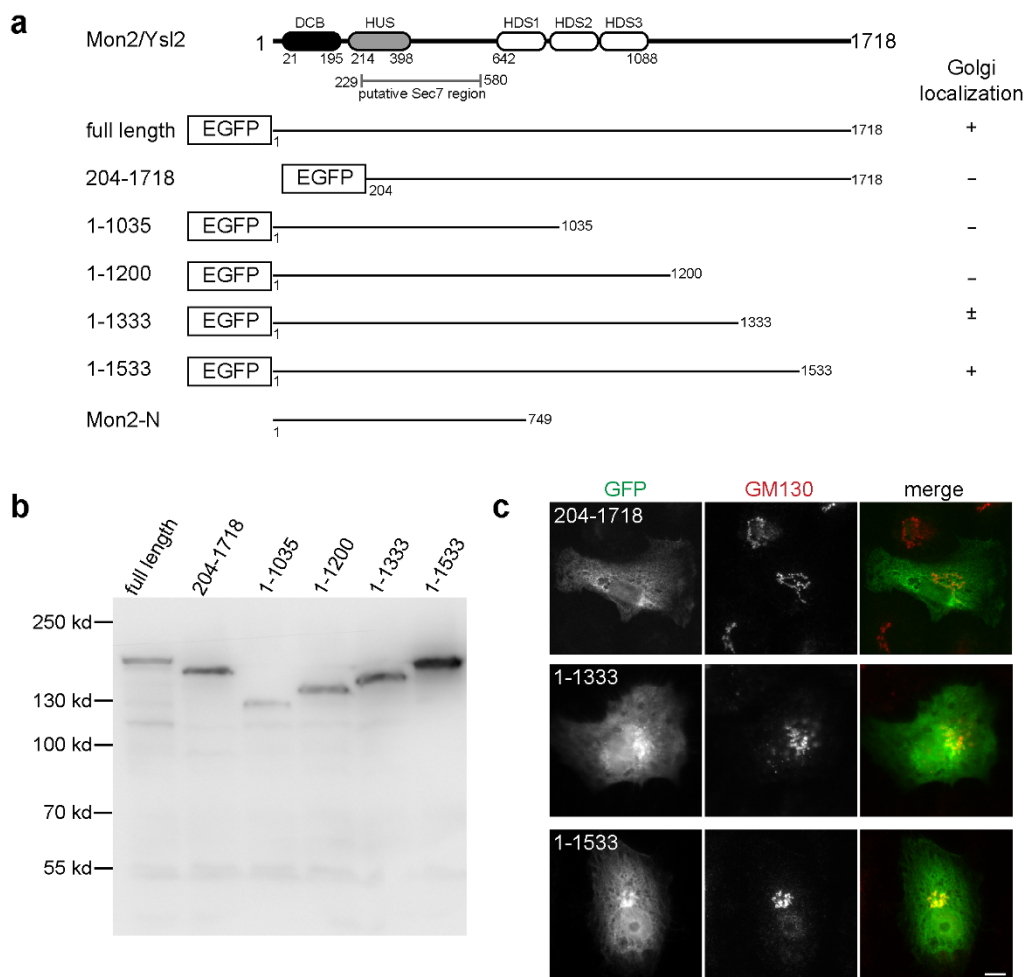 a
DCB HUS HDS1 HDS2 HDS3
Mon2/Ysl2 1 1718
21 195 214 398 642 1088
229 580
putative Sec7 region
Golgi
localization
full length EGFP 1 1718 +
204-1718 EGFP 204 1718 –
1-1035 EGFP 1 1035 –
1-1200 EGFP 1 1200 –
1-1333 EGFP 1 1333 ±
1-1533 EGFP 1 1533 +
Mon2-N 1 749
b
full length 204-1718 1-1035 1-1200 1-1333 1-1533
250 kd
130 kd
100 kd
70 kd
55 kd
c
GFP GM130 merge
204-1718
1-1333
1-1533